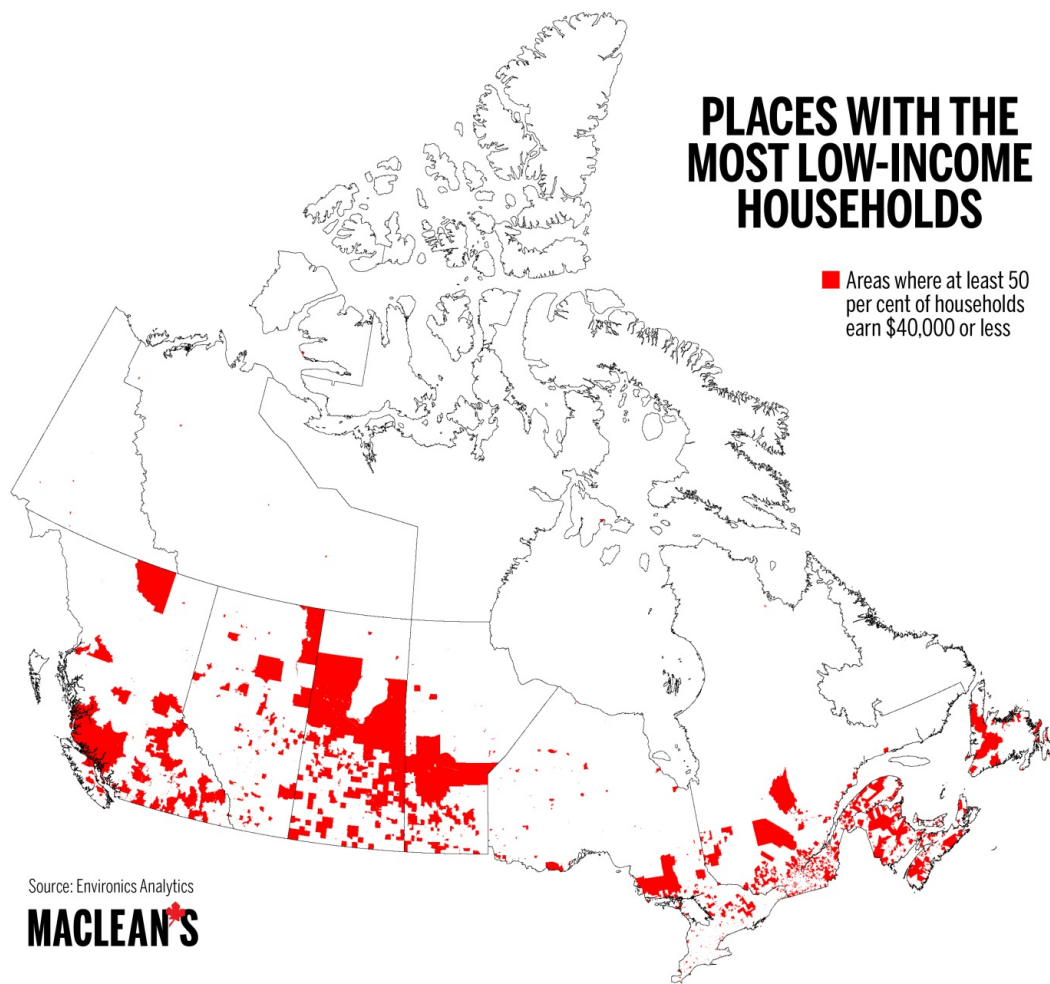 PLACES WITH THE
MOST LOW-INCOME
HOUSEHOLDS
Areas where at least 50
per cent of households
earn $40,000 or less
Source: Environics Analytics
MACLEAN'S